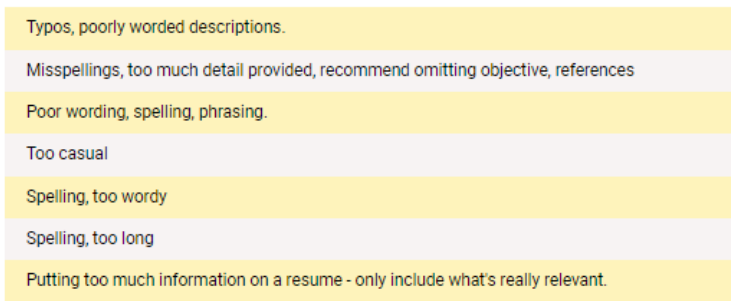 Typos, poorly worded descriptions.
Misspellings, too much detail provided, recommend omitting objective, references
Poor wording, spelling, phrasing.
Too casual
Spelling, too wordy
Spelling, too long
Putting too much information on a resume - only include what's really relevant.